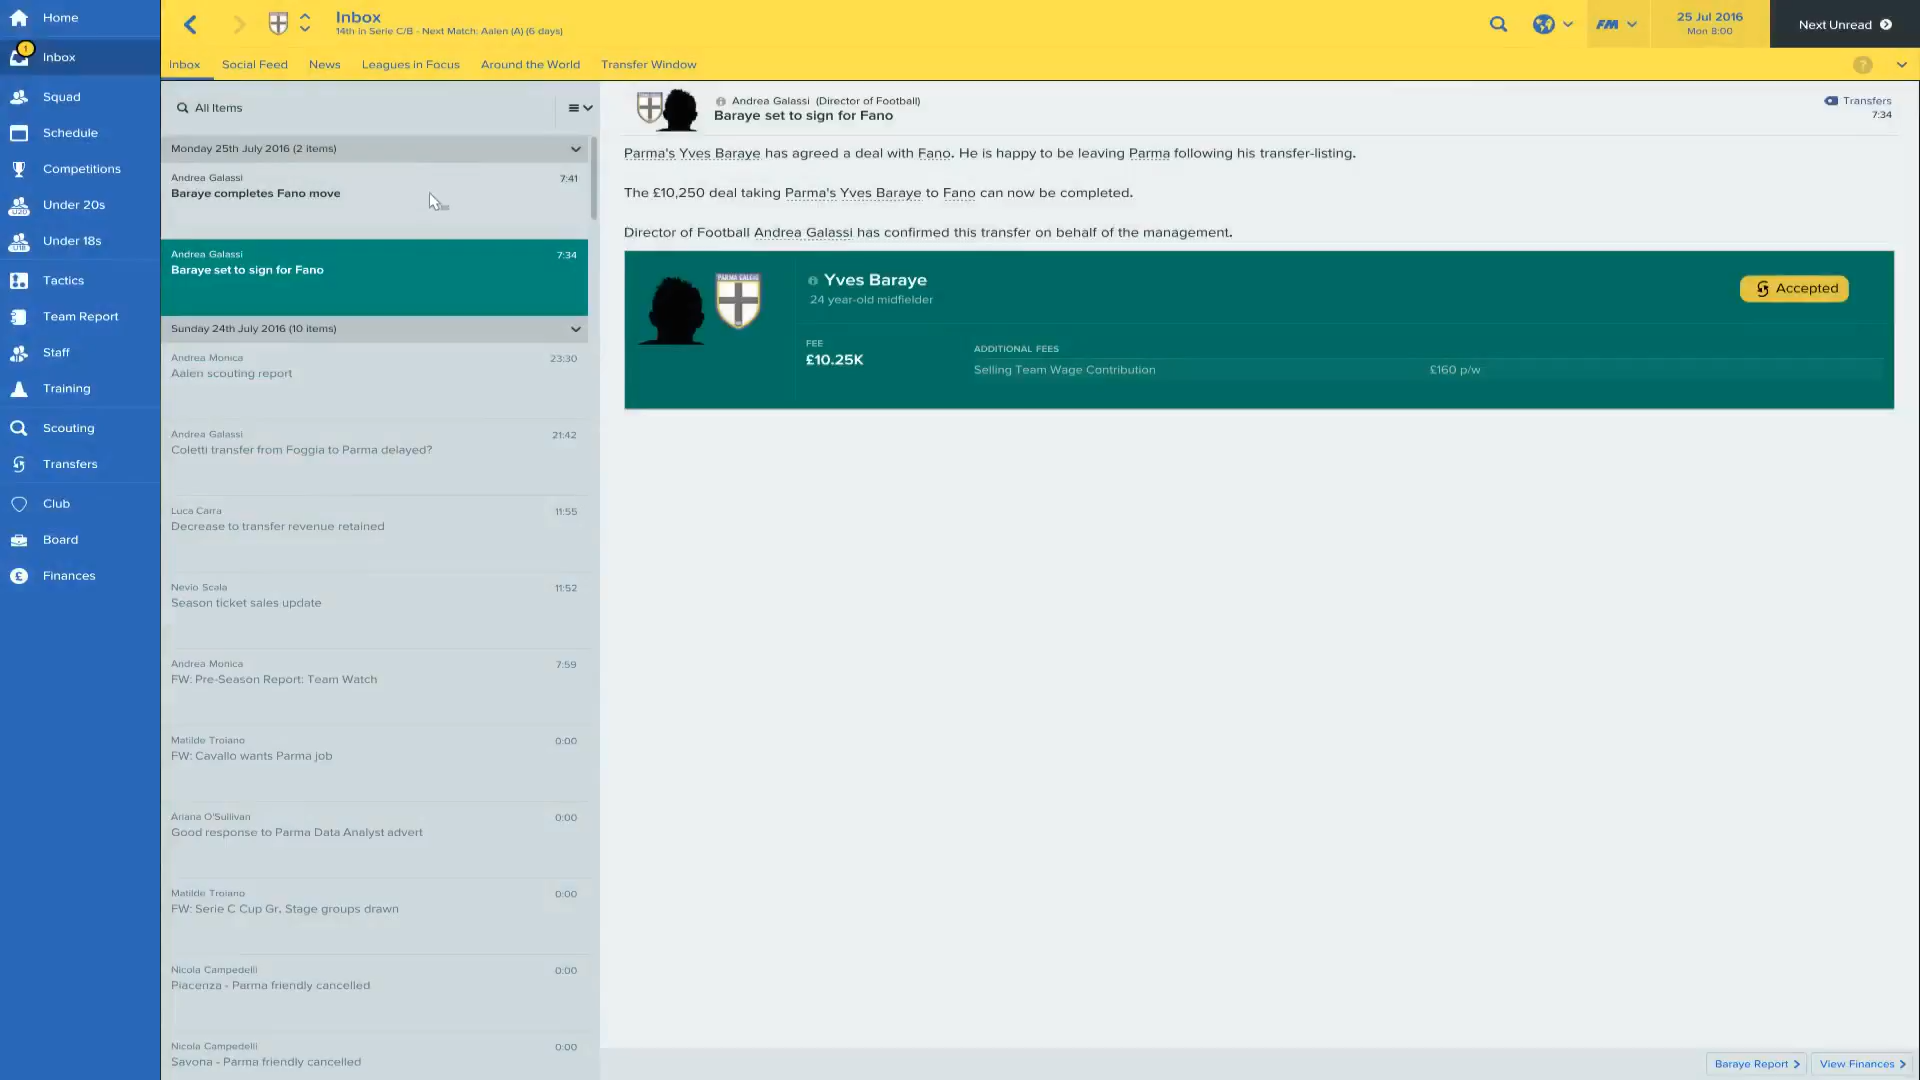 Home
1
Inbox
Squad
Schedule
Competitions
U20
Under 20s
U18
Under 18s
Tactics
Team Report
Staff
Training
Scouting
Transfers
Club
Board
£
Finances
Inbox
14th in Serie C/B - Next Match: Aalen (A) (6 days)
FM
25 Jul 2016
Mon 8:00
Next Unread
Inbox
Social Feed
News
Leagues in Focus
Around the World
Transfer Window
?
All Items
Monday 25th July 2016 (2 items)
Andrea Galassi
7:41
Baraye completes Fano move
Andrea Galassi
7:34
Baraye set to sign for Fano
Sunday 24th July 2016 (10 items)
Andrea Monica
23:30
Aalen scouting report
Andrea Galassi
21:42
Coletti transfer from Foggia to Parma delayed?
Luca Carra
11:55
Decrease to transfer revenue retained
Nevio Scala
11:52
Season ticket sales update
Andrea Monica
7:59
FW: Pre-Season Report: Team Watch
Matilde Troiano
0:00
FW: Cavallo wants Parma job
Ariana O'Sullivan
0:00
Good response to Parma Data Analyst advert
Matilde Troiano
0:00
FW: Serie C Cup Gr. Stage groups drawn
Nicola Campedelli
0:00
Piacenza - Parma friendly cancelled
Nicola Campedelli
0:00
Savona - Parma friendly cancelled
Andrea Galassi (Director of Football)
Baraye set to sign for Fano
Transfers
7:34
Parma's Yves Baraye has agreed a deal with Fano. He is happy to be leaving Parma following his transfer-listing.
The £10,250 deal taking Parma's Yves Baraye to Fano can now be completed.
Director of Football Andrea Galassi has confirmed this transfer on behalf of the management.
PARMA CALCIO
Yves Baraye
24 year-old midfielder
Accepted
FEE
£10.25K
ADDITIONAL FEES
Selling Team Wage Contribution
£160 p/w
Baraye Report
View Finances